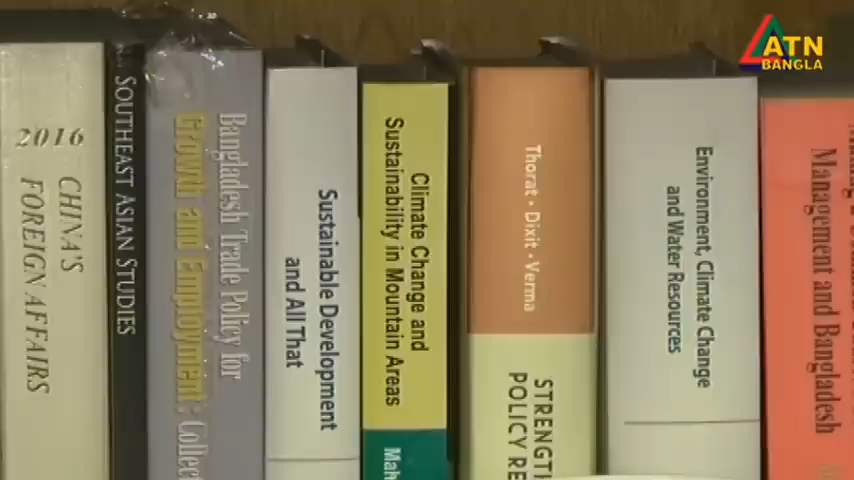 2016
CHINA'S
FOREIGN AFFAIRS
SOUTHEAST ASIAN STUDIES
Bangladesh Trade Policy for
Growth and Employment: Collec
Sustainable Development
and All That
Climate Change and
Sustainability in Mountain Areas
Mah
Thorat • Dixit • Verma
STRENGTH
POLICY RE
Environment, Climate Change
and Water Resources
Management and Bangladesh
ATN
BANGLA